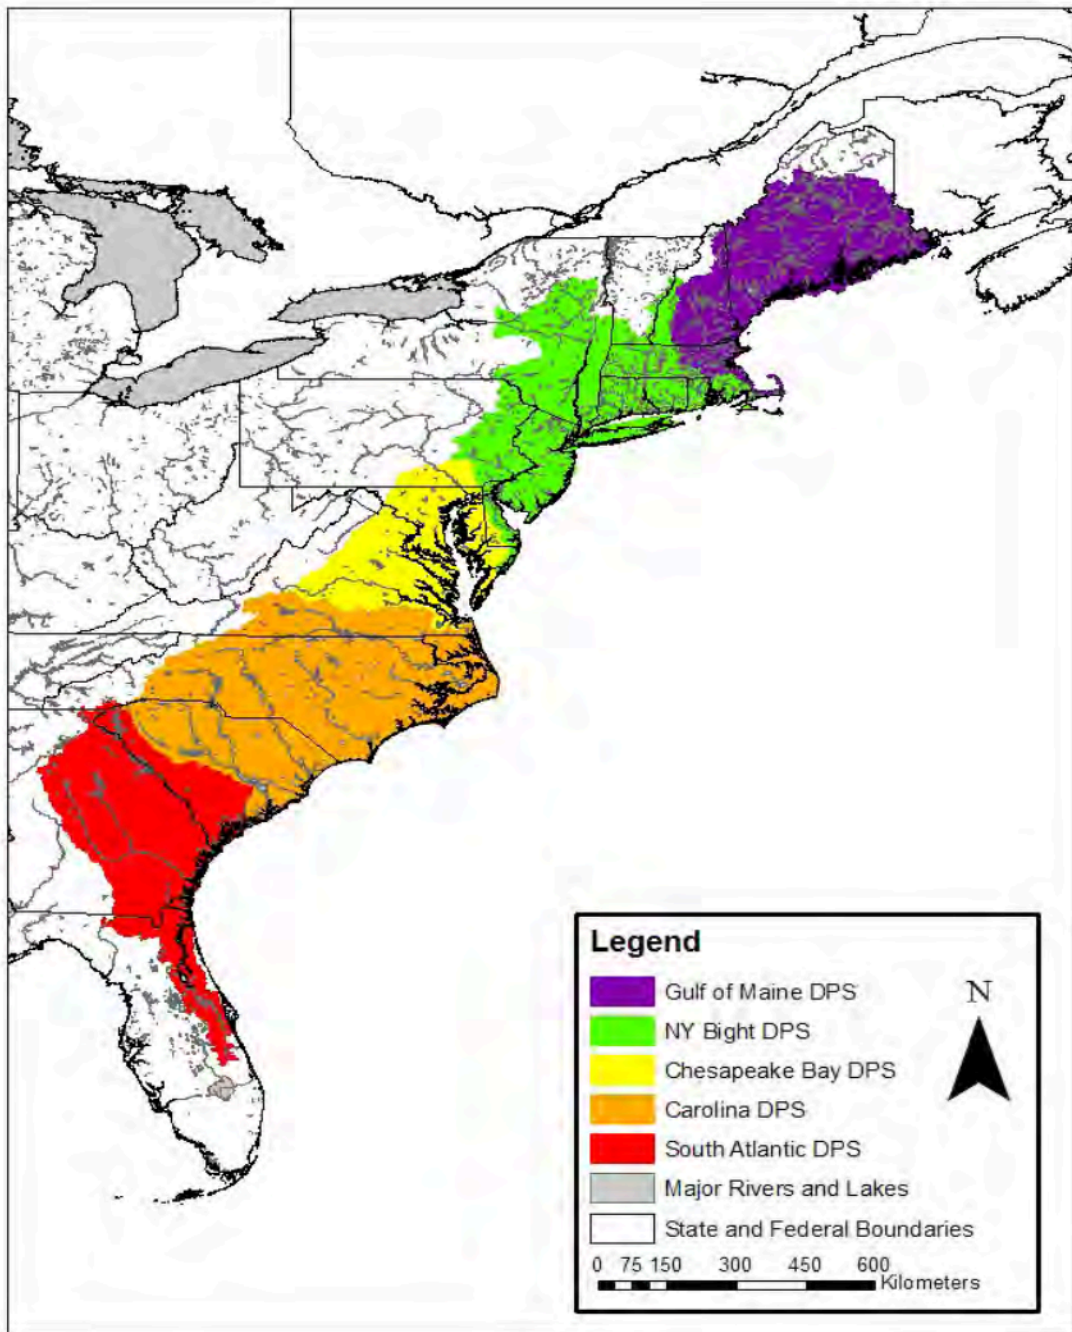 Legend
Gulf of Maine DPS
N
NY Bight DPS
Chesapeake Bay DPS
Carolina DPS
South Atlantic DPS
Major Rivers and Lakes
State and Federal Boundaries
0 75 150 300 450 600
Kilometers